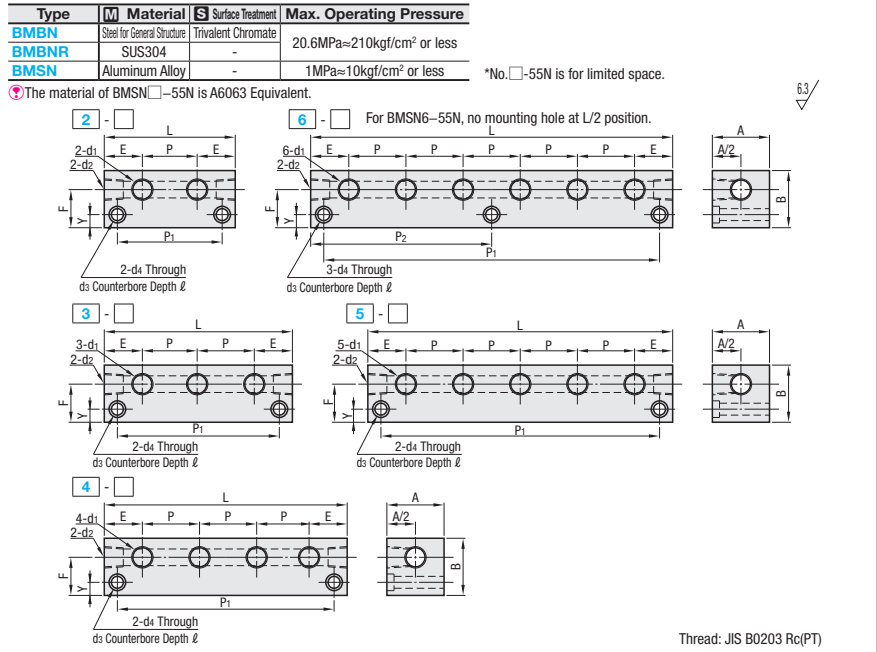 Type M Material S Surface Treatment Max. Operating Pressure
BMBN Steel for General Structure Trivalent Chromate 20.6MPa≈210kgf/cm² or less
BMBNR SUS304 -
BMSN Aluminum Alloy - 1MPa≈10kgf/cm² or less
*No.□-55N is for limited space.
The material of BMSN□–55N is A6063 Equivalent.
6.3
2 - □
L
E P E
2-d1
2-d2
F
Y
P1
2-d4 Through
d3 Counterbore Depth ℓ
6 - □ For BMSN6–55N, no mounting hole at L/2 position.
L
E P P P P P E
6-d1
2-d2
F
Y
P2
P1
3-d4 Through
d3 Counterbore Depth ℓ
A
A/2
B
3 - □
L
E P P E
3-d1
2-d2
F
Y
P1
2-d4 Through
d3 Counterbore Depth ℓ
5 - □
L
E P P P P E
5-d1
2-d2
F
Y
P1
2-d4 Through
d3 Counterbore Depth ℓ
A
A/2
B
4 - □
L
E P P P E
4-d1
2-d2
F
Y
P1
2-d4 Through
d3 Counterbore Depth ℓ
A
A/2
B
Thread: JIS B0203 Rc(PT)